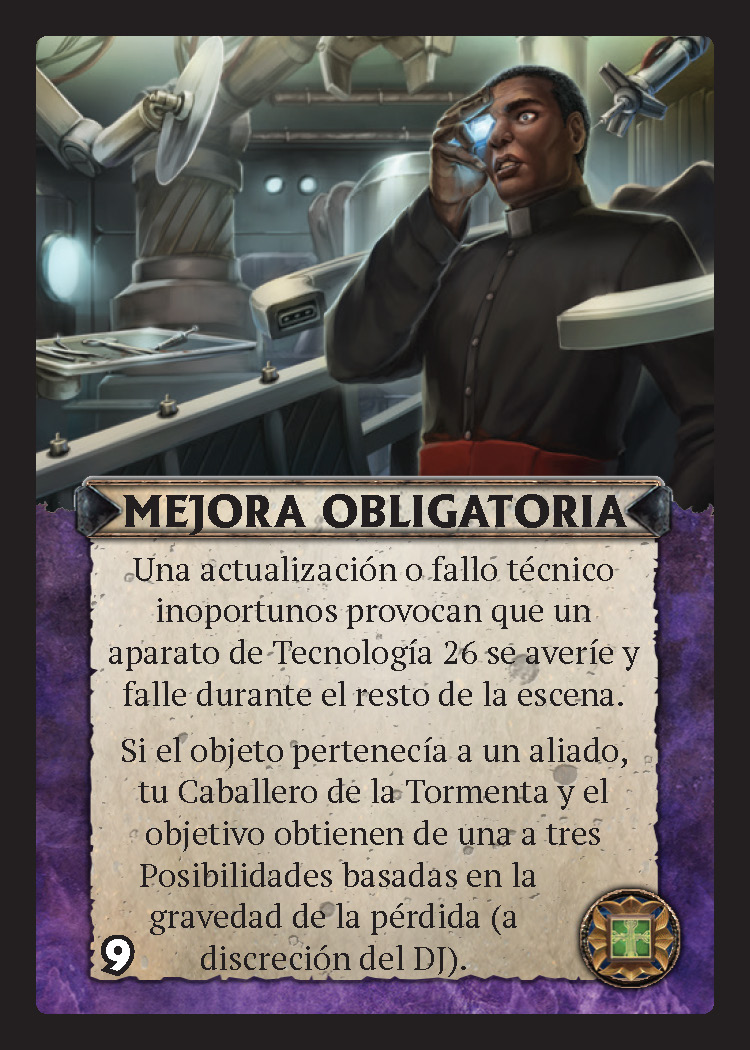 MEJORA OBLIGATORIA
Una actualización o fallo técnico
inoportunos provocan que un
aparato de Tecnología 26 se averíe y
falle durante el resto de la escena.
Si el objeto pertenecía a un aliado,
tu Caballero de la Tormenta y el
objetivo obtienen de una a tres
Posibilidades basadas en la
gravedad de la pérdida (a
discreción del DJ).
9